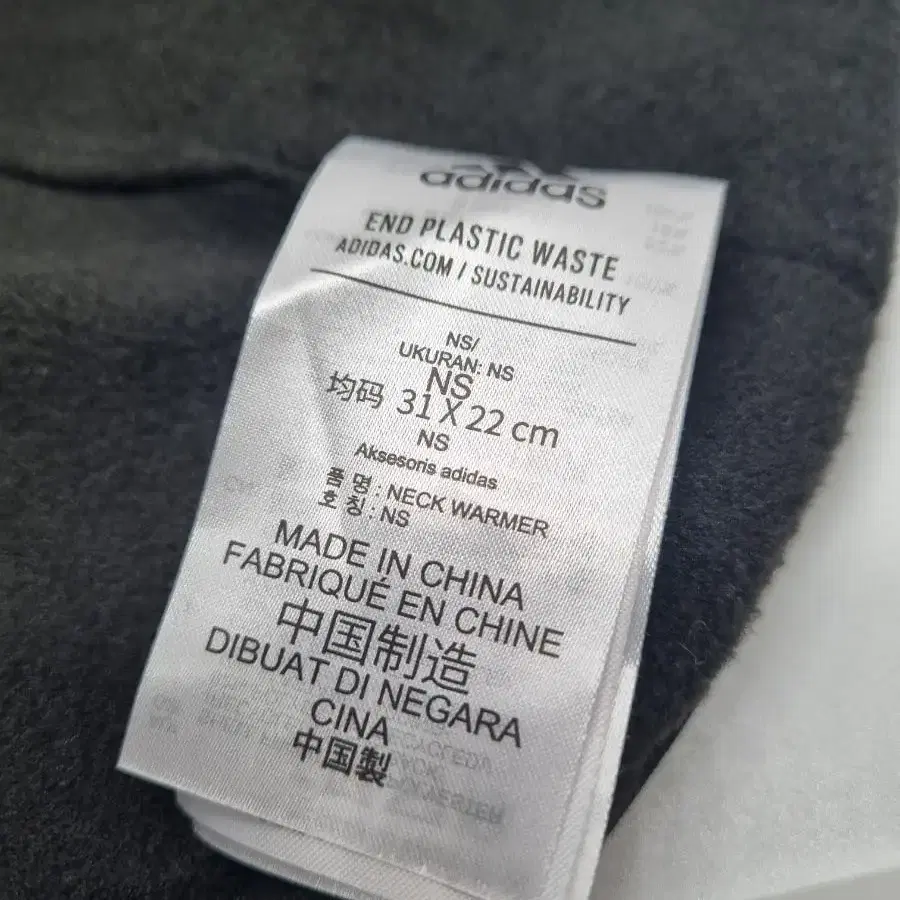 adidas
END PLASTIC WASTE
ADIDAS.COM / SUSTAINABILITY
NS/
UKURAN: NS
NS
均码 31 X 22 cm
NS
Aksesoris adidas
품 명 : NECK WARMER
호 칭 : NS
MADE IN CHINA
FABRIQUÉ EN CHINE
中国制造
DIBUAT DI NEGARA
CINA
中国製